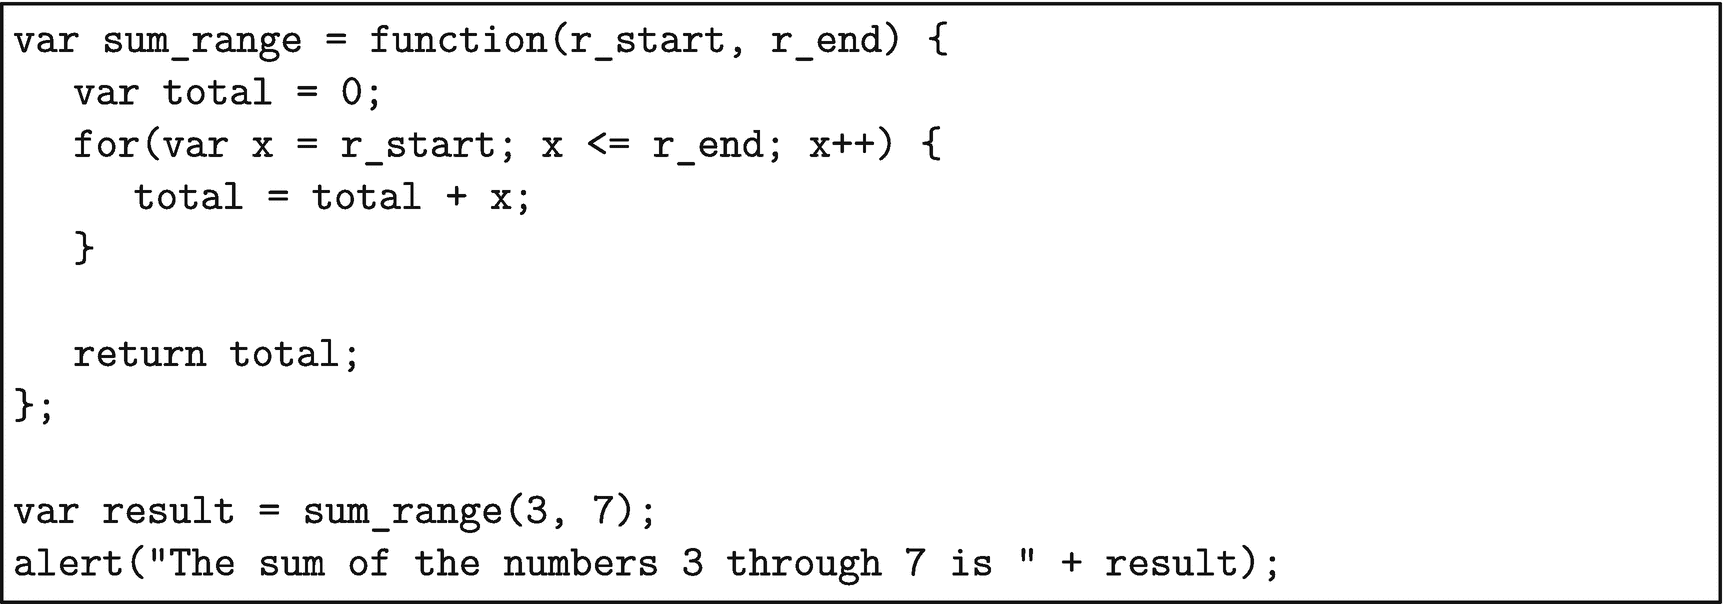 var sum_range = function(r_start, r_end) {
   var total = 0;
   for(var x = r_start; x <= r_end; x++) {
      total = total + x;
   }

   return total;
};

var result = sum_range(3, 7);
alert("The sum of the numbers 3 through 7 is " + result);